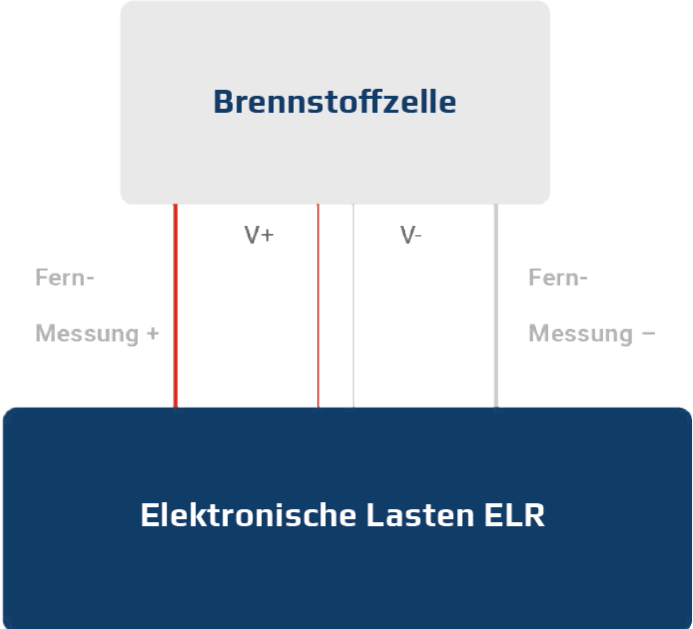 Brennstoffzelle
V+
V-
Fern-
Messung +
Fern-
Messung –
Elektronische Lasten ELR